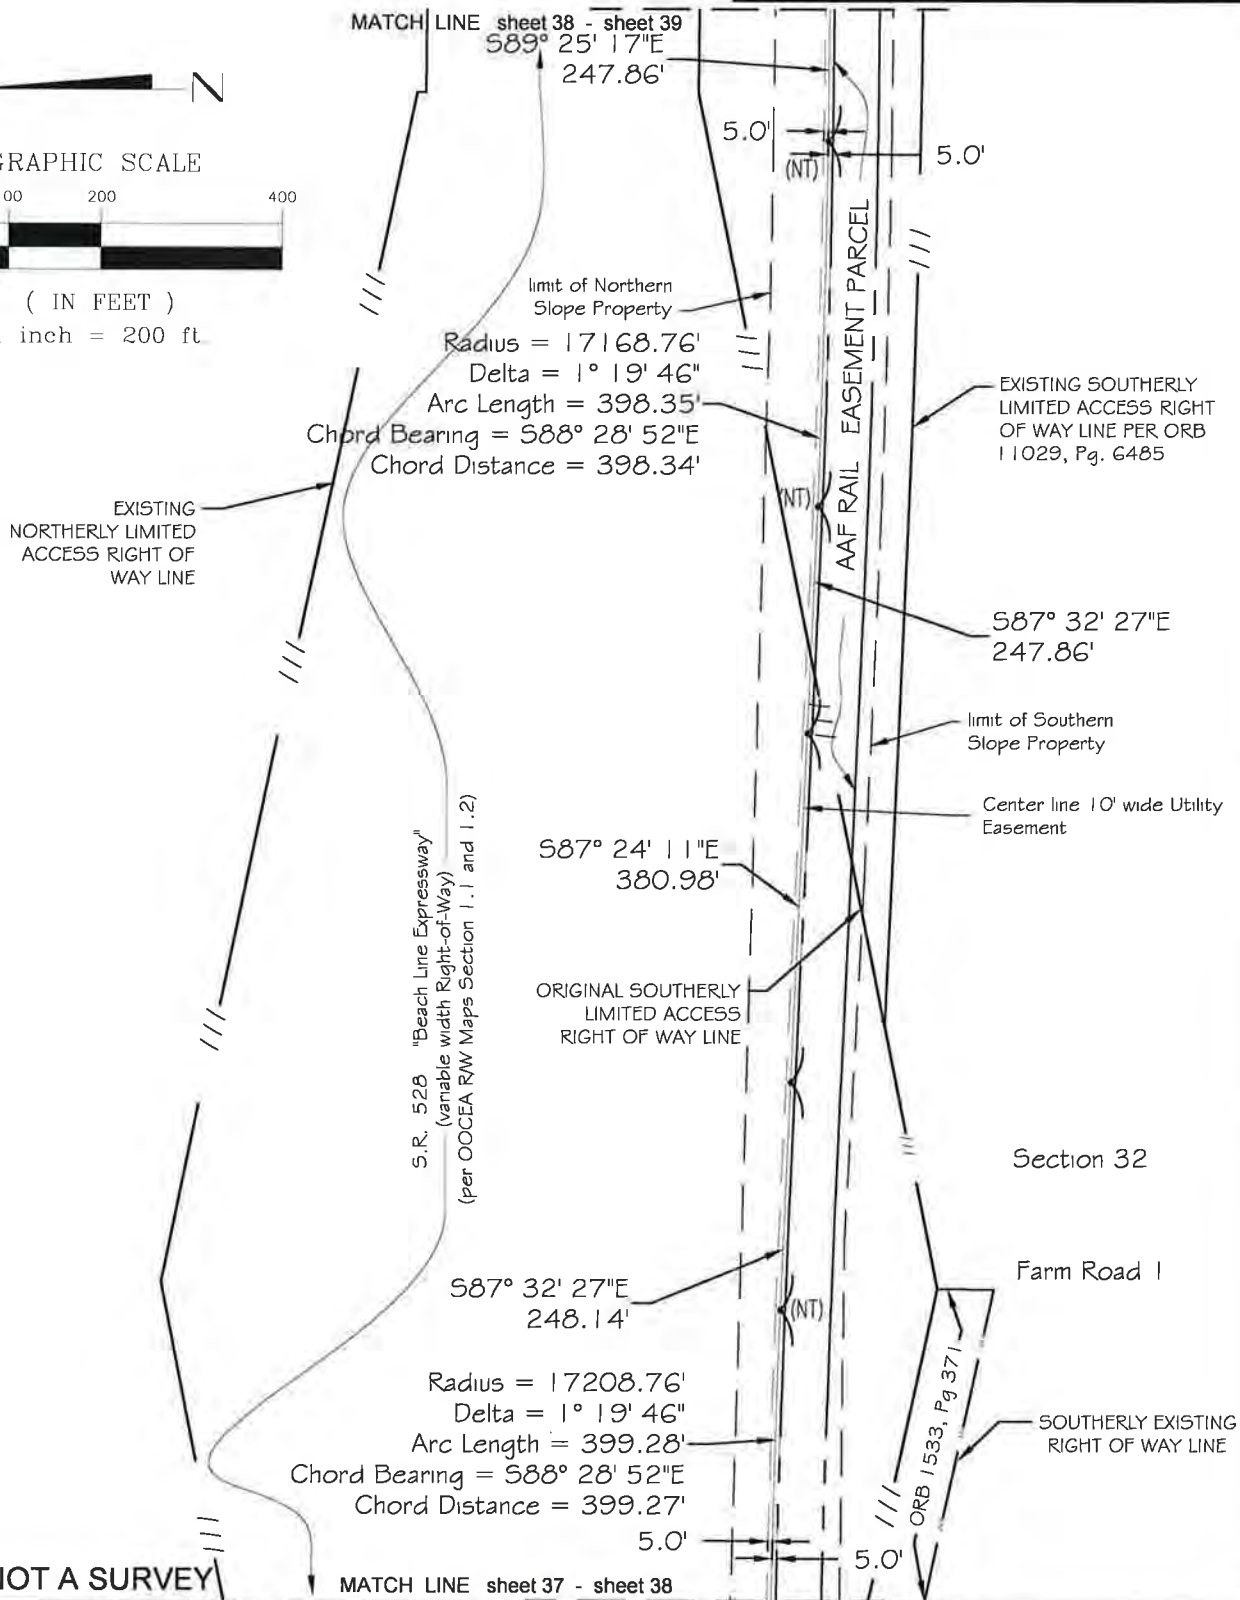 MATCH LINE sheet 38 - sheet 39
S89° 25' 17"E
247.86'
N
GRAPHIC SCALE
00 200 400
( IN FEET )
inch = 200 ft
5.0'
(NT)
5.0'
limit of Northern
Slope Property
AAF RAIL EASEMENT PARCEL
Radius = 17168.76'
Delta = 1° 19' 46"
Arc Length = 398.35'
Chord Bearing = S88° 28' 52"E
Chord Distance = 398.34'
EXISTING SOUTHERLY
LIMITED ACCESS RIGHT
OF WAY LINE PER ORB
11029, Pg. 6485
(NT)
EXISTING
NORTHERLY LIMITED
ACCESS RIGHT OF
WAY LINE
S87° 32' 27"E
247.86'
limit of Southern
Slope Property
Center line 10' wide Utility
Easement
S87° 24' 11"E
380.98'
S.R. 528 "Beach Line Expressway"
(variable width Right-of-Way)
(per OOCEA R/W Maps Section 1.1 and 1.2)
ORIGINAL SOUTHERLY
LIMITED ACCESS
RIGHT OF WAY LINE
Section 32
Farm Road 1
S87° 32' 27"E
248.14'
(NT)
Radius = 17208.76'
Delta = 1° 19' 46"
Arc Length = 399.28'
Chord Bearing = S88° 28' 52"E
Chord Distance = 399.27'
ORB 1533, Pg 371
SOUTHERLY EXISTING
RIGHT OF WAY LINE
5.0'
5.0'
NOT A SURVEY
MATCH LINE sheet 37 - sheet 38